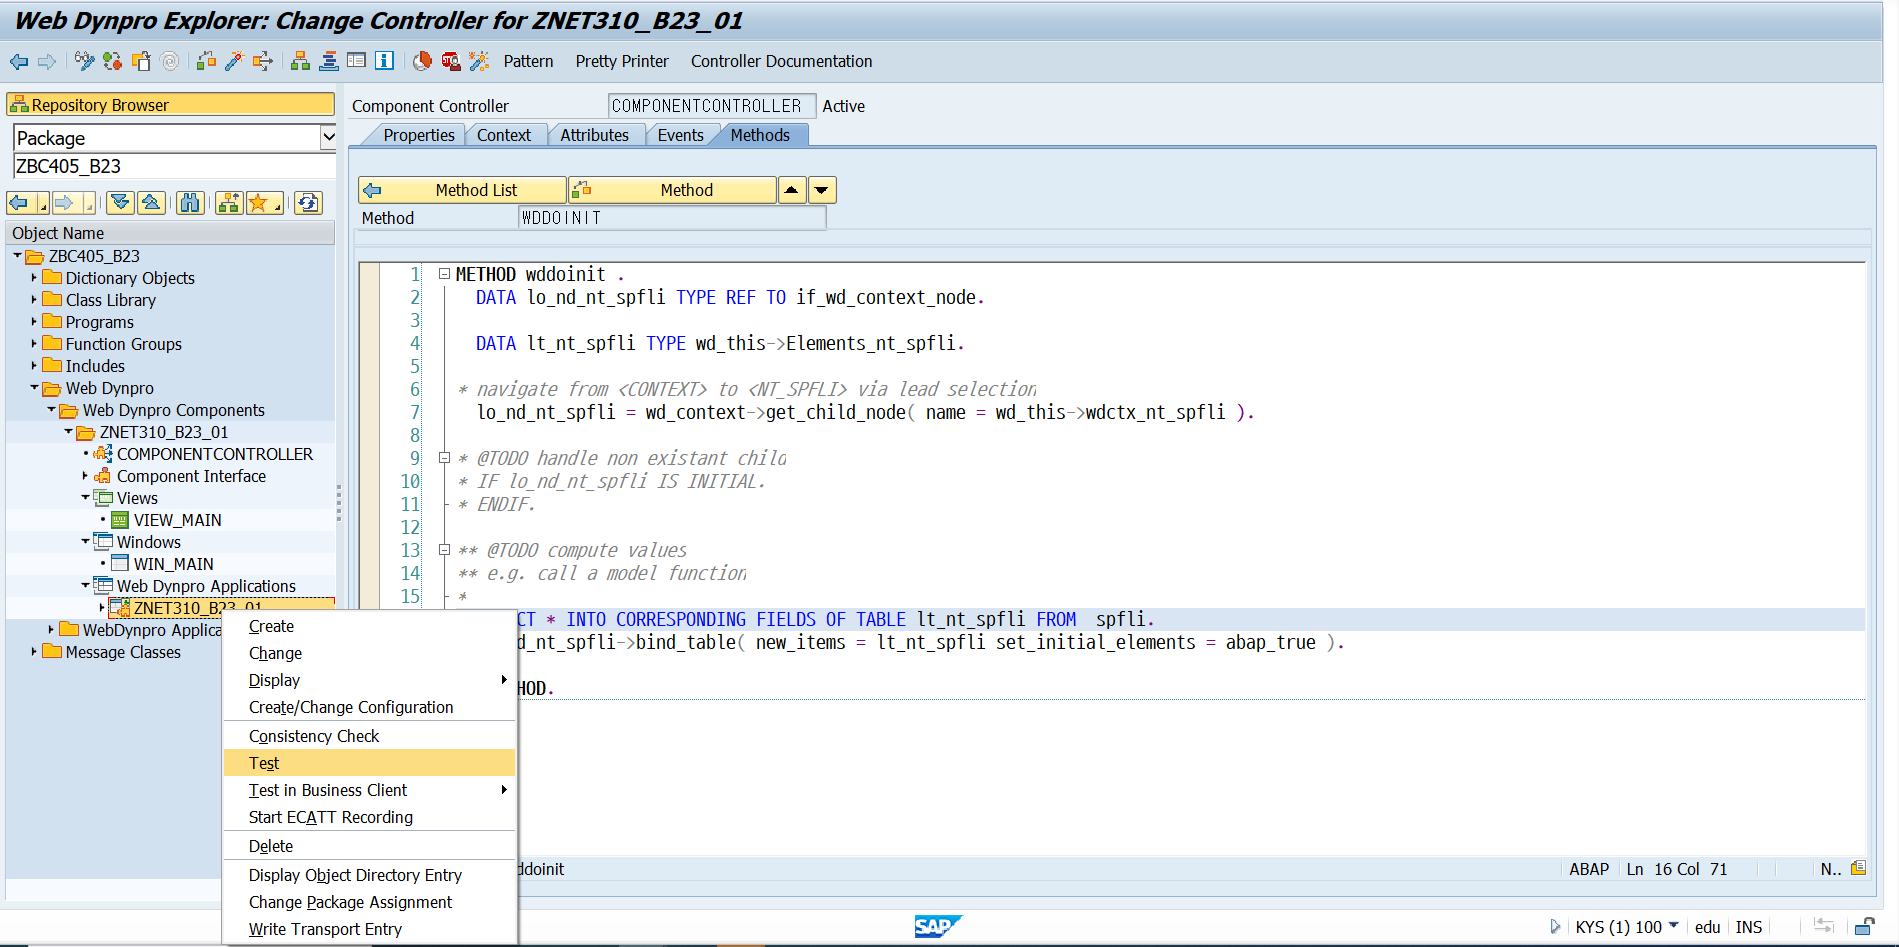 Web Dynpro Explorer: Change Controller for ZNET310_B23_01
Pattern Pretty Printer Controller Documentation
Repository Browser
Package
ZBC405_B23
Object Name
ZBC405_B23
Dictionary Objects
Class Library
Programs
Function Groups
Includes
Web Dynpro
Web Dynpro Components
ZNET310_B23_01
COMPONENTCONTROLLER
Component Interface
Views
VIEW_MAIN
Windows
WIN_MAIN
Web Dynpro Applications
ZNET310_B23_01
WebDynpro Applica
Message Classes
Create
Change
Display
Create/Change Configuration
Consistency Check
Test
Test in Business Client
Start ECATT Recording
Delete
Display Object Directory Entry
Change Package Assignment
Write Transport Entry
Component Controller COMPONENTCONTROLLER Active
Properties Context Attributes Events Methods
Method List Method
Method WDDOINIT
1 METHOD wddoinit .
2 DATA lo_nd_nt_spfli TYPE REF TO if_wd_context_node.
3
4 DATA lt_nt_spfli TYPE wd_this->Elements_nt_spfli.
5
6 * navigate from <CONTEXT> to <NT_SPFLI> via lead selection
7 lo_nd_nt_spfli = wd_context->get_child_node( name = wd_this->wdctx_nt_spfli ).
8
9 * @TODO handle non existant child
10 * IF lo_nd_nt_spfli IS INITIAL.
11 * ENDIF.
12
13 ** @TODO compute values
14 ** e.g. call a model function
15 *
CT * INTO CORRESPONDING FIELDS OF TABLE lt_nt_spfli FROM spfli.
d_nt_spfli->bind_table( new_items = lt_nt_spfli set_initial_elements = abap_true ).
HOD.
ddoinit ABAP Ln 16 Col 71 N..
SAP KYS (1) 100 edu INS